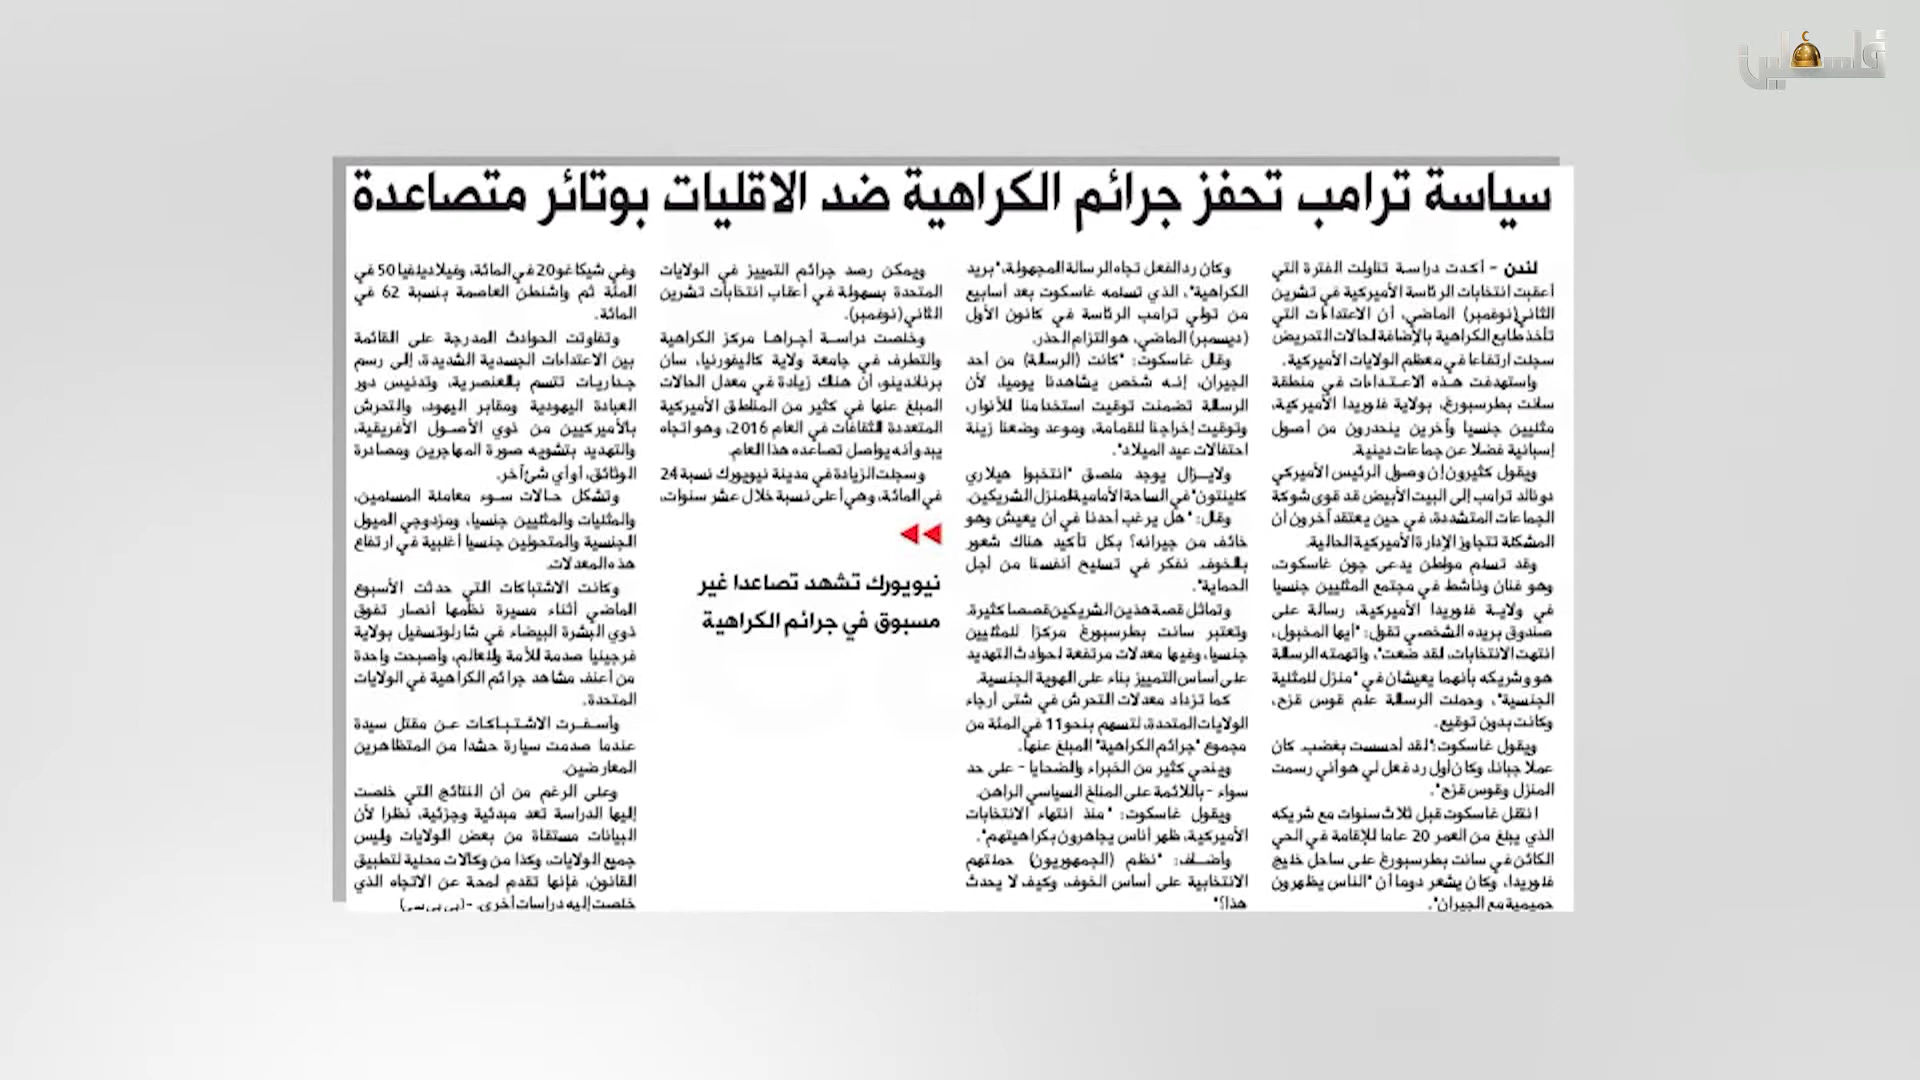 فلسطين
سياسة ترامب تحفز جرائم الكراهية ضد الاقليات بوتائر متصاعدة
لندن - أكدت دراسة تناولت الفترة التي
أعقبت انتخابات الرئاسة الأميركية في تشرين
الثاني(نوفمبر) الماضي، أن الاعتداءات التي
تأخذ طابع الكراهية بالإضافة لحالات التحريض
سجلت ارتفاعا في معظم الولايات الأميركية.
واستهدفت هذه الاعتداءات في منطقة
سانت بطرسبورغ، بولاية فلوريدا الأميركية،
مثليين جنسيا وآخرين ينحدرون من أصول
إسبانية فضلا عن جماعات دينية.
ويقول كثيرون إن وصول الرئيس الأميركي
دونالد ترامب إلى البيت الأبيض قد قوى شوكة
الجماعات المتشددة، في حين يعتقد آخرون أن
المشكلة تتجاوز الإدارة الأميركية الحالية.
وقد تسلم مواطن يدعى جون غاسكوت،
وهو فنان وناشط في مجتمع المثليين جنسيا
في ولاية فلوريدا الأميركية، رسالة على
صندوق بريده الشخصي تقول: "أيها المخبول،
انتهت الانتخابات، لقد ضعت"، واتهمته الرسالة
هو وشريكه بأنهما يعيشان في "منزل للمثلية
الجنسية"، وحملت الرسالة علم قوس قزح،
وكانت بدون توقيع.
ويقول غاسكوت: "لقد أحسست بغضب. كان
عملا جبانا، وكان أول رد فعل لي هو أني رسمت
المنزل وقوس قزح".
انتقل غاسكوت قبل ثلاث سنوات مع شريكه
الذي يبلغ من العمر 20 عاما للإقامة في الحي
الكائن في سانت بطرسبورغ على ساحل خليج
فلوريدا، وكان يشعر دوما أن "الناس يظهرون
حميمية مع الجيران".
وكان رد الفعل تجاه الرسالة المجهولة، "بريد
الكراهية"، الذي تسلمه غاسكوت بعد أسابيع
من تولي ترامب الرئاسة في كانون الأول
(ديسمبر) الماضي، هو التزام الحذر.
وقال غاسكوت: "كانت (الرسالة) من أحد
الجيران، إنه شخص يشاهدنا يوميا، لأن
الرسالة تضمنت توقيت استخدامنا للأنوار،
وتوقيت إخراجنا للقمامة، وموعد وضعنا زينة
احتفالات عيد الميلاد".
ولايزال يوجد ملصق "انتخبوا هيلاري
كلينتون" في الساحة الأمامية لمنزل الشريكين.
وقال: "هل يرغب أحدنا في أن يعيش وهو
خائف من جيرانه؟ بكل تأكيد هناك شعور
بالخوف. نفكر في تسليح أنفسنا من أجل
الحماية".
وتماثل قصة هذين الشريكين قصصا كثيرة.
وتعتبر سانت بطرسبورغ مركزا للمثليين
جنسيا، وفيها معدلات مرتفعة لحوادث التهديد
على أساس التمييز بناء على الهوية الجنسية.
كما تزداد معدلات التحرش في شتى أرجاء
الولايات المتحدة، لتسهم بنحو 11 في المئة من
مجموع "جرائم الكراهية" المبلغ عنها.
وينحي كثير من الخبراء والضحايا - على حد
سواء - باللائمة على المناخ السياسي الراهن.
ويقول غاسكوت: "منذ انتهاء الانتخابات
الأميركية، ظهر أناس يجاهرون بكراهيتهم".
وأضاف: "نظم (الجمهوريون) حملتهم
الانتخابية على أساس الخوف، وكيف لا يحدث
هذا؟"
ويمكن رصد جرائم التمييز في الولايات
المتحدة بسهولة في أعقاب انتخابات تشرين
الثاني(نوفمبر).
وخلصت دراسة أجراها مركز الكراهية
والتطرف في جامعة ولاية كاليفورنيا، سان
برناندينو، أن هناك زيادة في معدل الحالات
المبلغ عنها في كثير من المناطق الأميركية
المتعددة الثقافات في العام 2016، وهو اتجاه
يبدو أنه يواصل تصاعده هذا العام.
وسجلت الزيادة في مدينة نيويورك نسبة 24
في المائة، وهي أعلى نسبة خلال عشر سنوات،
نيويورك تشهد تصاعدا غير
مسبوق في جرائم الكراهية
وفي شيكاغو 20 في المائة، وفيلادلفيا 50 في
المئة ثم واشنطن العاصمة بنسبة 62 في
المائة.
وتفاوتت الحوادث المدرجة على القائمة
بين الاعتداءات الجسدية الشديدة، إلى رسم
جداريات تتسم بالعنصرية، وتدنيس دور
العبادة اليهودية ومقابر اليهود، والتحرش
بالأميركيين من ذوي الأصول الأفريقية،
والتهديد بتشويه صورة المهاجرين ومصادرة
الوثائق، أو أي شئ آخر.
وتشكل حالات سوء معاملة المسلمين،
والمثليات والمثليين جنسيا، ومزدوجي الميول
الجنسية والمتحولين جنسيا أغلبية في ارتفاع
هذه المعدلات.
وكانت الاشتباكات التي حدثت الأسبوع
الماضي أثناء مسيرة نظمها أنصار تفوق
ذوي البشرة البيضاء في شارلوتسفيل بولاية
فرجينيا صدمة للأمة وللعالم، وأصبحت واحدة
من أعنف مشاهد جرائم الكراهية في الولايات
المتحدة.
وأسفرت الاشتباكات عن مقتل سيدة
عندما صدمت سيارة حشدا من المتظاهرين
المعارضين.
وعلى الرغم من أن النتائج التي خلصت
إليها الدراسة تعد مبدئية وجزئية، نظرا لأن
البيانات مستقاة من بعض الولايات وليس
جميع الولايات، وكذا من وكالات محلية لتطبيق
القانون، فإنها تقدم لمحة عن الاتجاه الذي
خلصت إليه دراسات أخرى. -(بي بي سي)